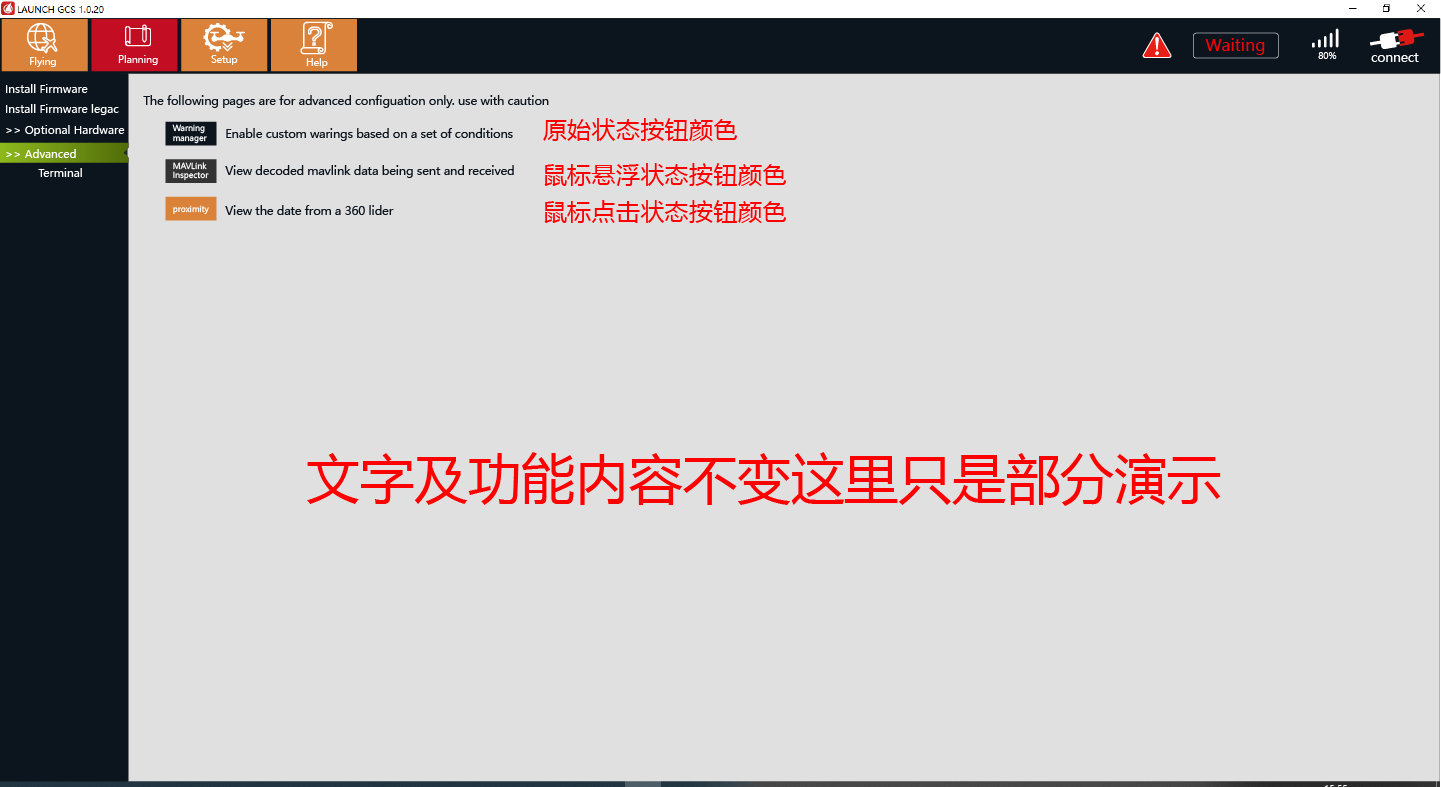 LAUNCH GCS 1.0.20
Flying
Planning
Setup
Help
Waiting
80%
connect
Install Firmware
Install Firmware legac
>> Optional Hardware
>> Advanced
Terminal
The following pages are for advanced configuation only. use with caution
Warning
manager
Enable custom warings based on a set of conditions
原始状态按钮颜色
MAVLink
Inspector
View decoded mavlink data being sent and received
鼠标悬浮状态按钮颜色
proximity
View the date from a 360 lider
鼠标点击状态按钮颜色
文字及功能内容不变这里只是部分演示